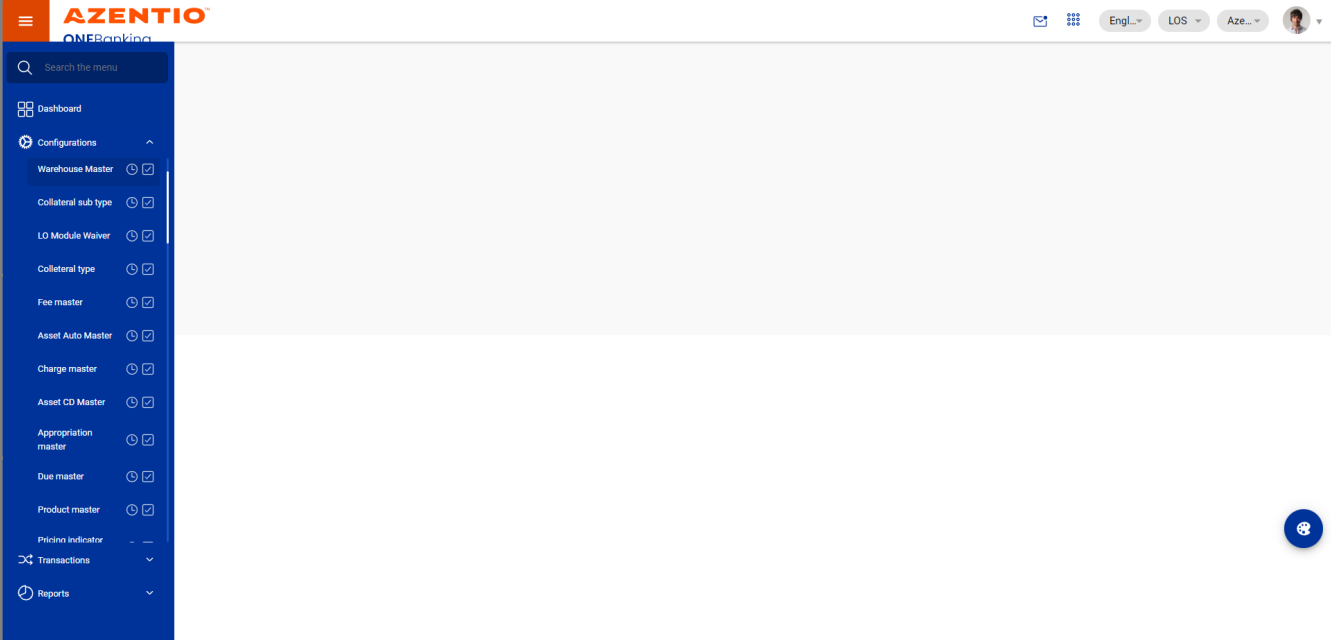 AZENTIO
ONEBanking
Engl...
LOS
Aze...
Search the menu
Dashboard
Configurations
Warehouse Master
Collateral sub type
LO Module Waiver
Colleteral type
Fee master
Asset Auto Master
Charge master
Asset CD Master
Appropriation
master
Due master
Product master
Pricing indicator
Transactions
Reports